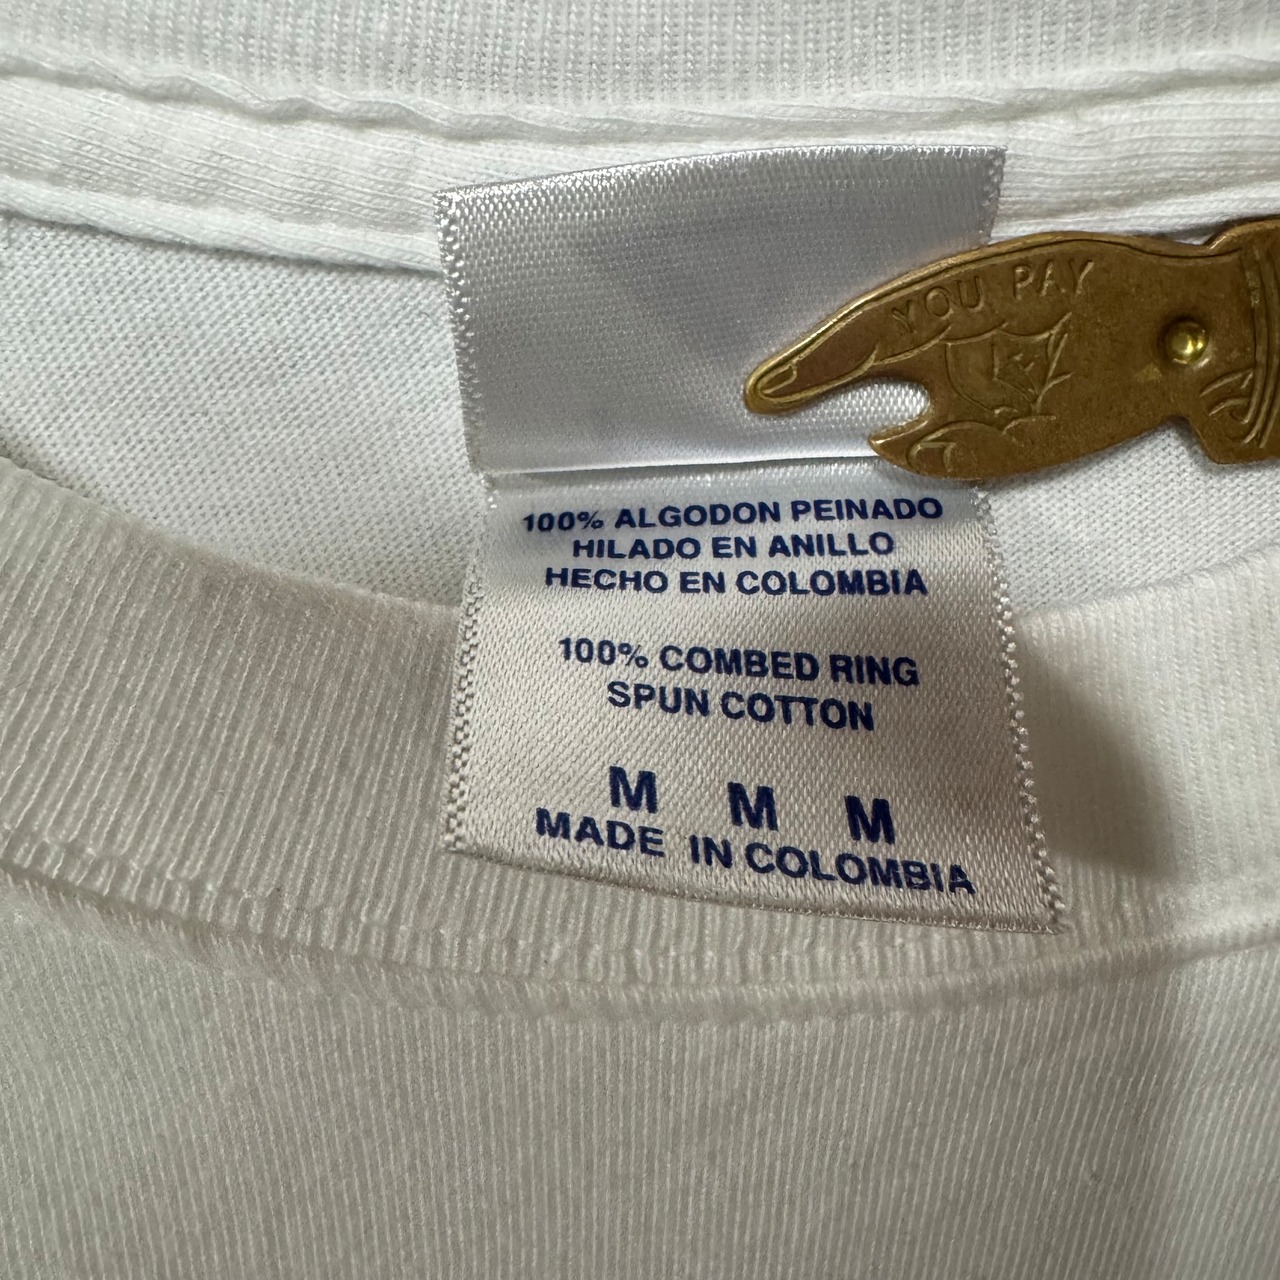 YOU PAY
100% ALGODON PEINADO
HILADO EN ANILLO
HECHO EN COLOMBIA
100% COMBED RING
SPUN COTTON
M M M
MADE IN COLOMBIA